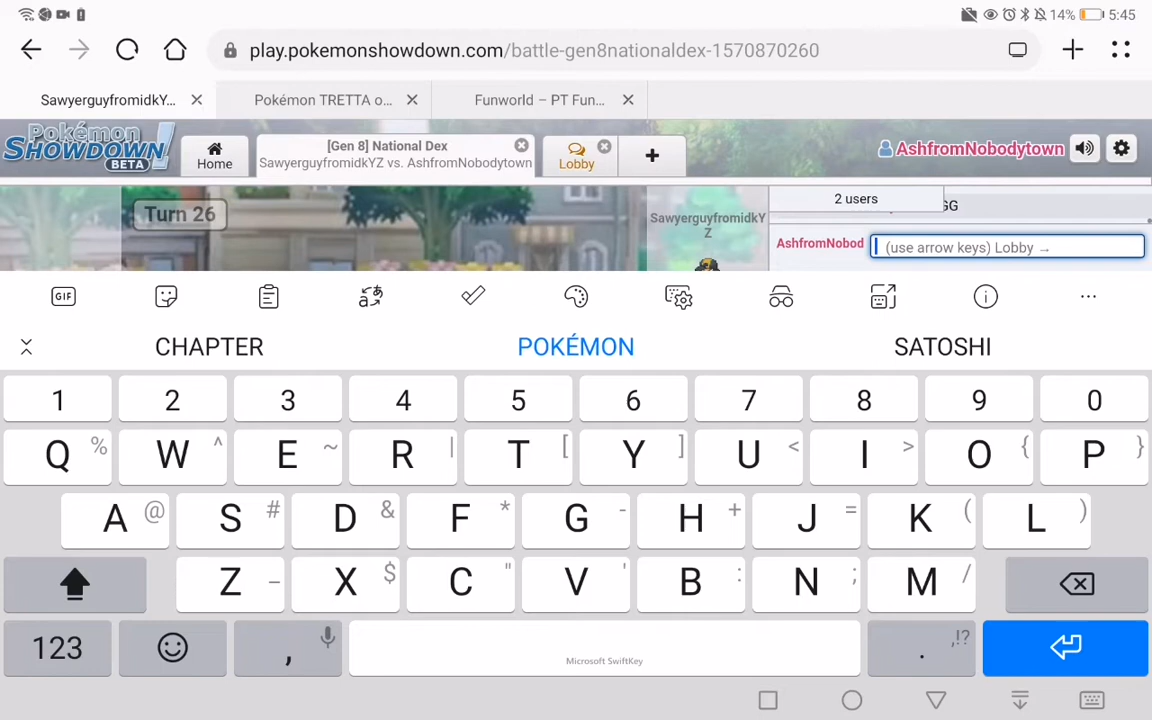 14% 5:45
play.pokemonshowdown.com/battle-gen8nationaldex-1570870260
SawyerguyfromidkY... Pokémon TRETTA o... Funworld – PT Fun...
Pokémon
SHOWDOWN!
BETA
Home
[Gen 8] National Dex
SawyerguyfromidkYZ vs. AshfromNobodytown
Lobby
AshfromNobodytown
Turn 26
SawyerguyfromidkY
Z
2 users
GG
AshfromNobod (use arrow keys) Lobby →
GIF
CHAPTER POKÉMON SATOSHI
1 2 3 4 5 6 7 8 9 0
Q % W ^ E ~ R | T [ Y ] U < I > O { P }
A @ S # D & F * G - H + J = K ( L )
Z _ X $ C " V ' B : N ; M /
123 , Microsoft SwiftKey . ,!?